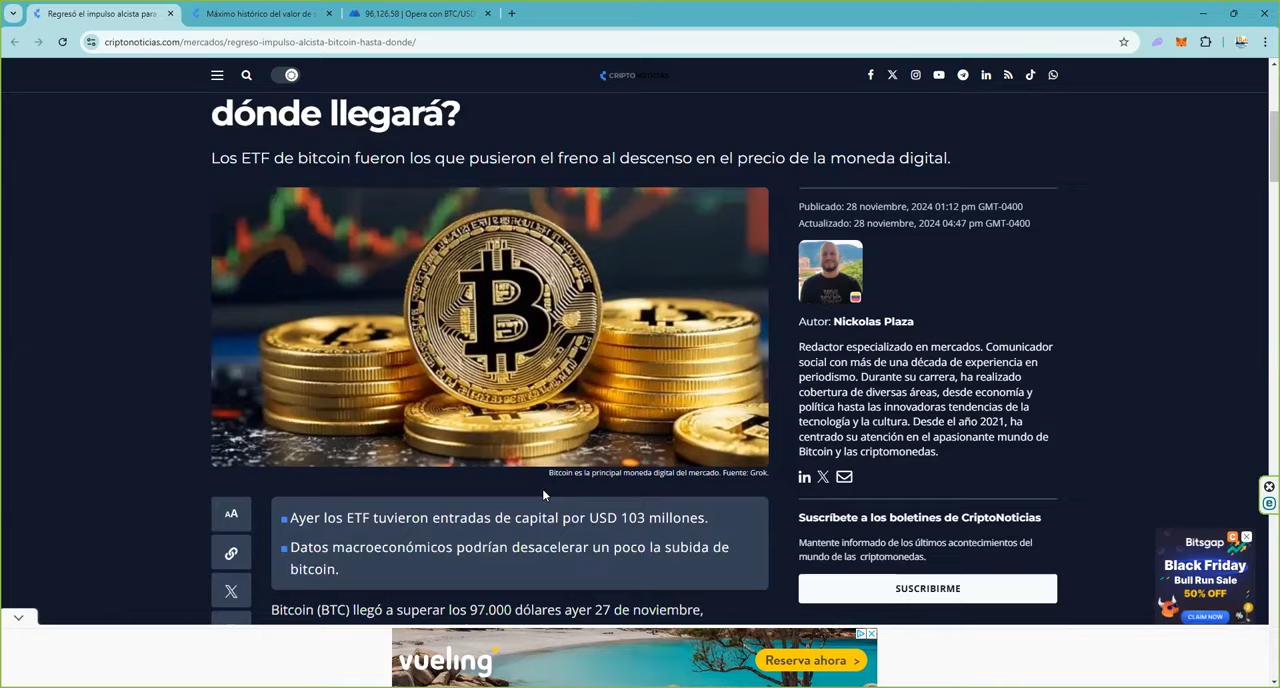 Regresó el impulso alcista para
Máximo histórico del valor de s
96,126.58 | Opera con BTC/USD
criptonoticias.com/mercados/regreso-impulso-alcista-bitcoin-hasta-donde/
CRIPTONOTICIAS
dónde llegará?
Los ETF de bitcoin fueron los que pusieron el freno al descenso en el precio de la moneda digital.
Bitcoin es la principal moneda digital del mercado. Fuente: Grok.
AA
Ayer los ETF tuvieron entradas de capital por USD 103 millones.
Datos macroeconómicos podrían desacelerar un poco la subida de
bitcoin.
Bitcoin (BTC) llegó a superar los 97.000 dólares ayer 27 de noviembre,
Publicado: 28 noviembre, 2024 01:12 pm GMT-0400
Actualizado: 28 noviembre, 2024 04:47 pm GMT-0400
Autor: Nickolas Plaza
Redactor especializado en mercados. Comunicador
social con más de una década de experiencia en
periodismo. Durante su carrera, ha realizado
cobertura de diversas áreas, desde economía y
política hasta las innovadoras tendencias de la
tecnología y la cultura. Desde el año 2021, ha
centrado su atención en el apasionante mundo de
Bitcoin y las criptomonedas.
Suscríbete a los boletines de CriptoNoticias
Mantente informado de los últimos acontecimientos del
mundo de las criptomonedas.
SUSCRIBIRME
Bitsgap
Black Friday
Bull Run Sale
50% OFF
CLAIM NOW
vueling
Reserva ahora >